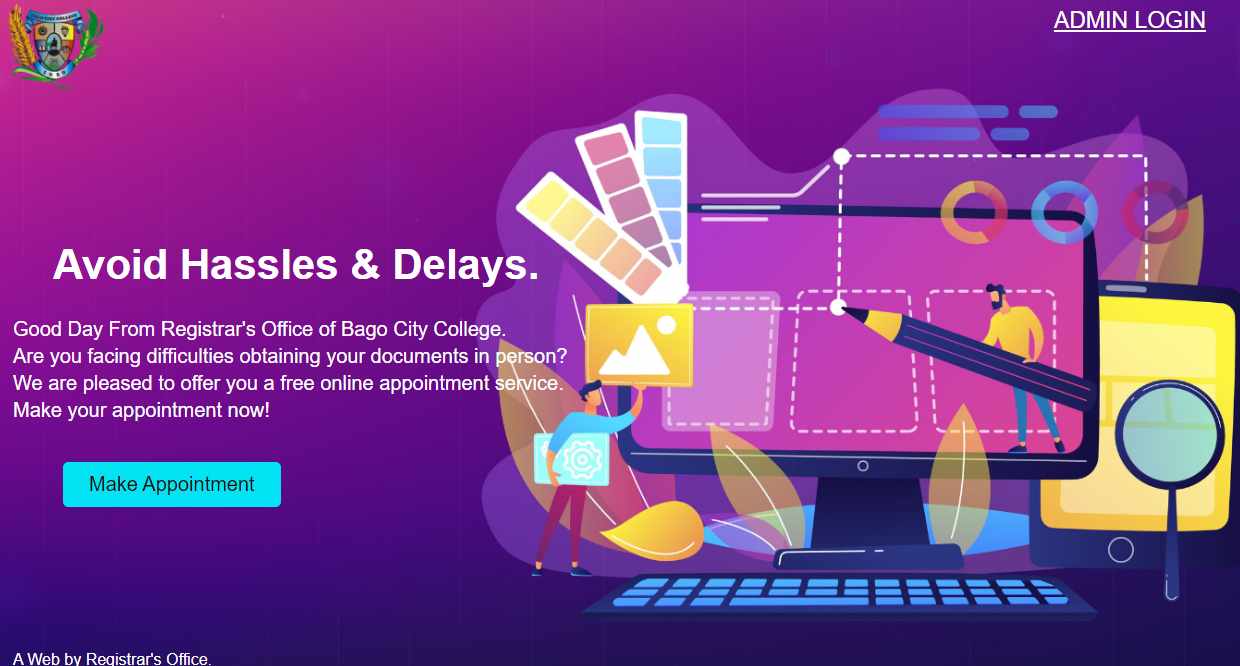 ADMIN LOGIN
Avoid Hassles & Delays.
Good Day From Registrar's Office of Bago City College.
Are you facing difficulties obtaining your documents in person?
We are pleased to offer you a free online appointment service.
Make your appointment now!
Make Appointment
A Web by Registrar's Office.